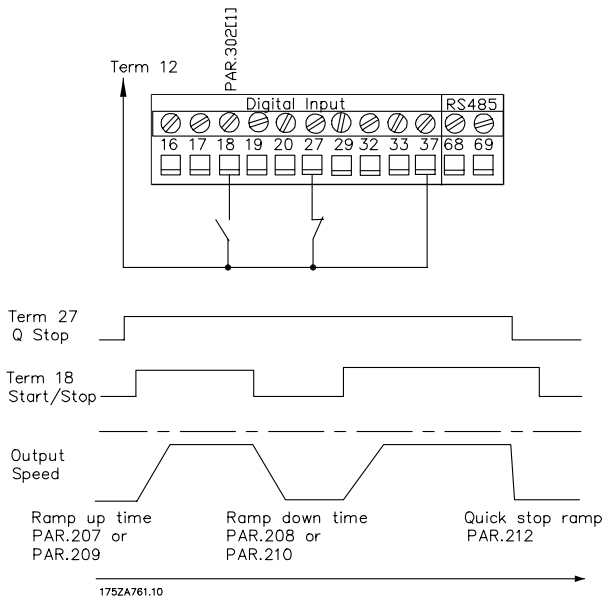 PAR.302[1]
Term 12
Digital Input RS485
16 17 18 19 20 27 29 32 33 37 68 69
Term 27
Q Stop
Term 18
Start/Stop
Output
Speed
Ramp up time
PAR.207 or
PAR.209
Ramp down time
PAR.208 or
PAR.210
Quick stop ramp
PAR.212
175ZA761.10